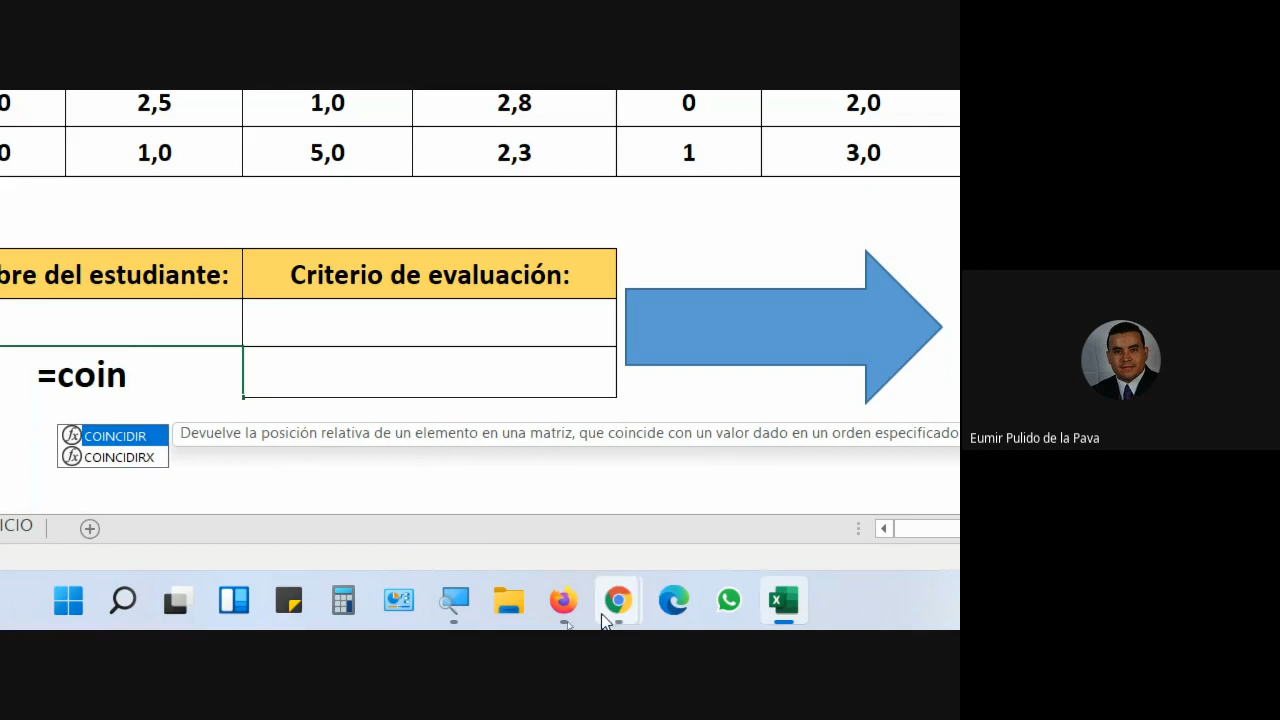 0 2,5 1,0 2,8 0 2,0
0 1,0 5,0 2,3 1 3,0
bre del estudiante: Criterio de evaluación:
=coin
COINCIDIR Devuelve la posición relativa de un elemento en una matriz, que coincide con un valor dado en un orden especificado
COINCIDIRX
Eumir Pulido de la Pava
ICIO